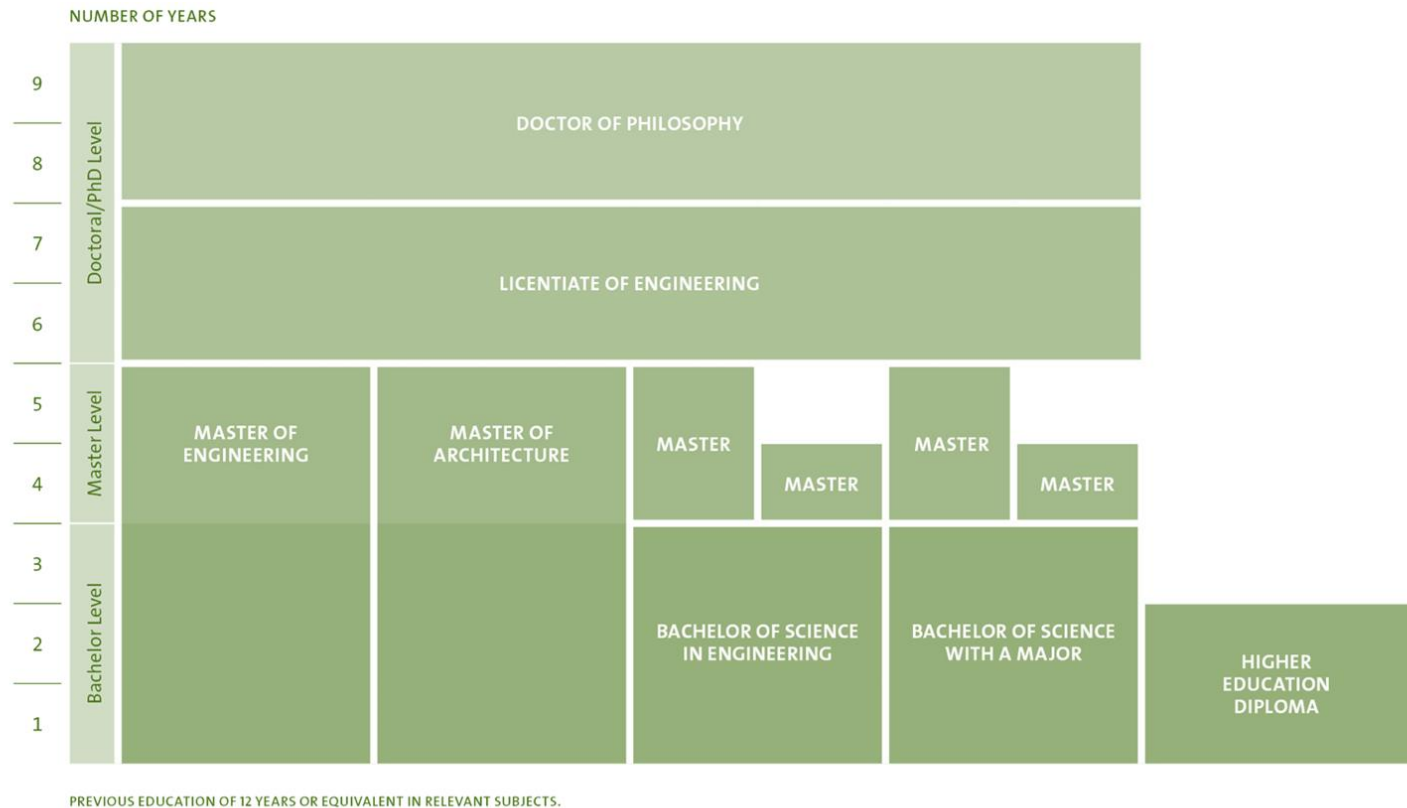 NUMBER OF YEARS
9
8
7
6
5
4
3
2
1
Doctoral/PhD Level
Master Level
Bachelor Level
DOCTOR OF PHILOSOPHY
LICENTIATE OF ENGINEERING
MASTER OF
ENGINEERING
MASTER OF
ARCHITECTURE
MASTER
MASTER
MASTER
MASTER
BACHELOR OF SCIENCE
IN ENGINEERING
BACHELOR OF SCIENCE
WITH A MAJOR
HIGHER
EDUCATION
DIPLOMA
PREVIOUS EDUCATION OF 12 YEARS OR EQUIVALENT IN RELEVANT SUBJECTS.